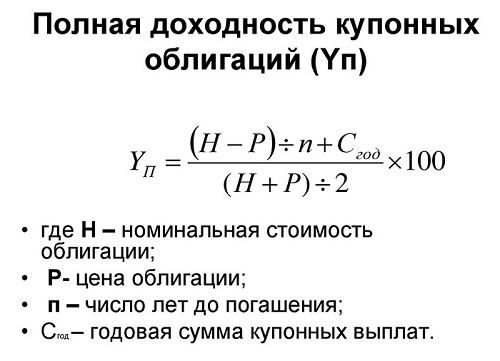 Полная доходность купонных
облигаций (Yп)
Y_П = ((H − P) ÷ n + C_год) / ((H + P) ÷ 2) × 100
• где Н – номинальная стоимость
облигации;
• Р- цена облигации;
• п – число лет до погашения;
• Сгод – годовая сумма купонных выплат.